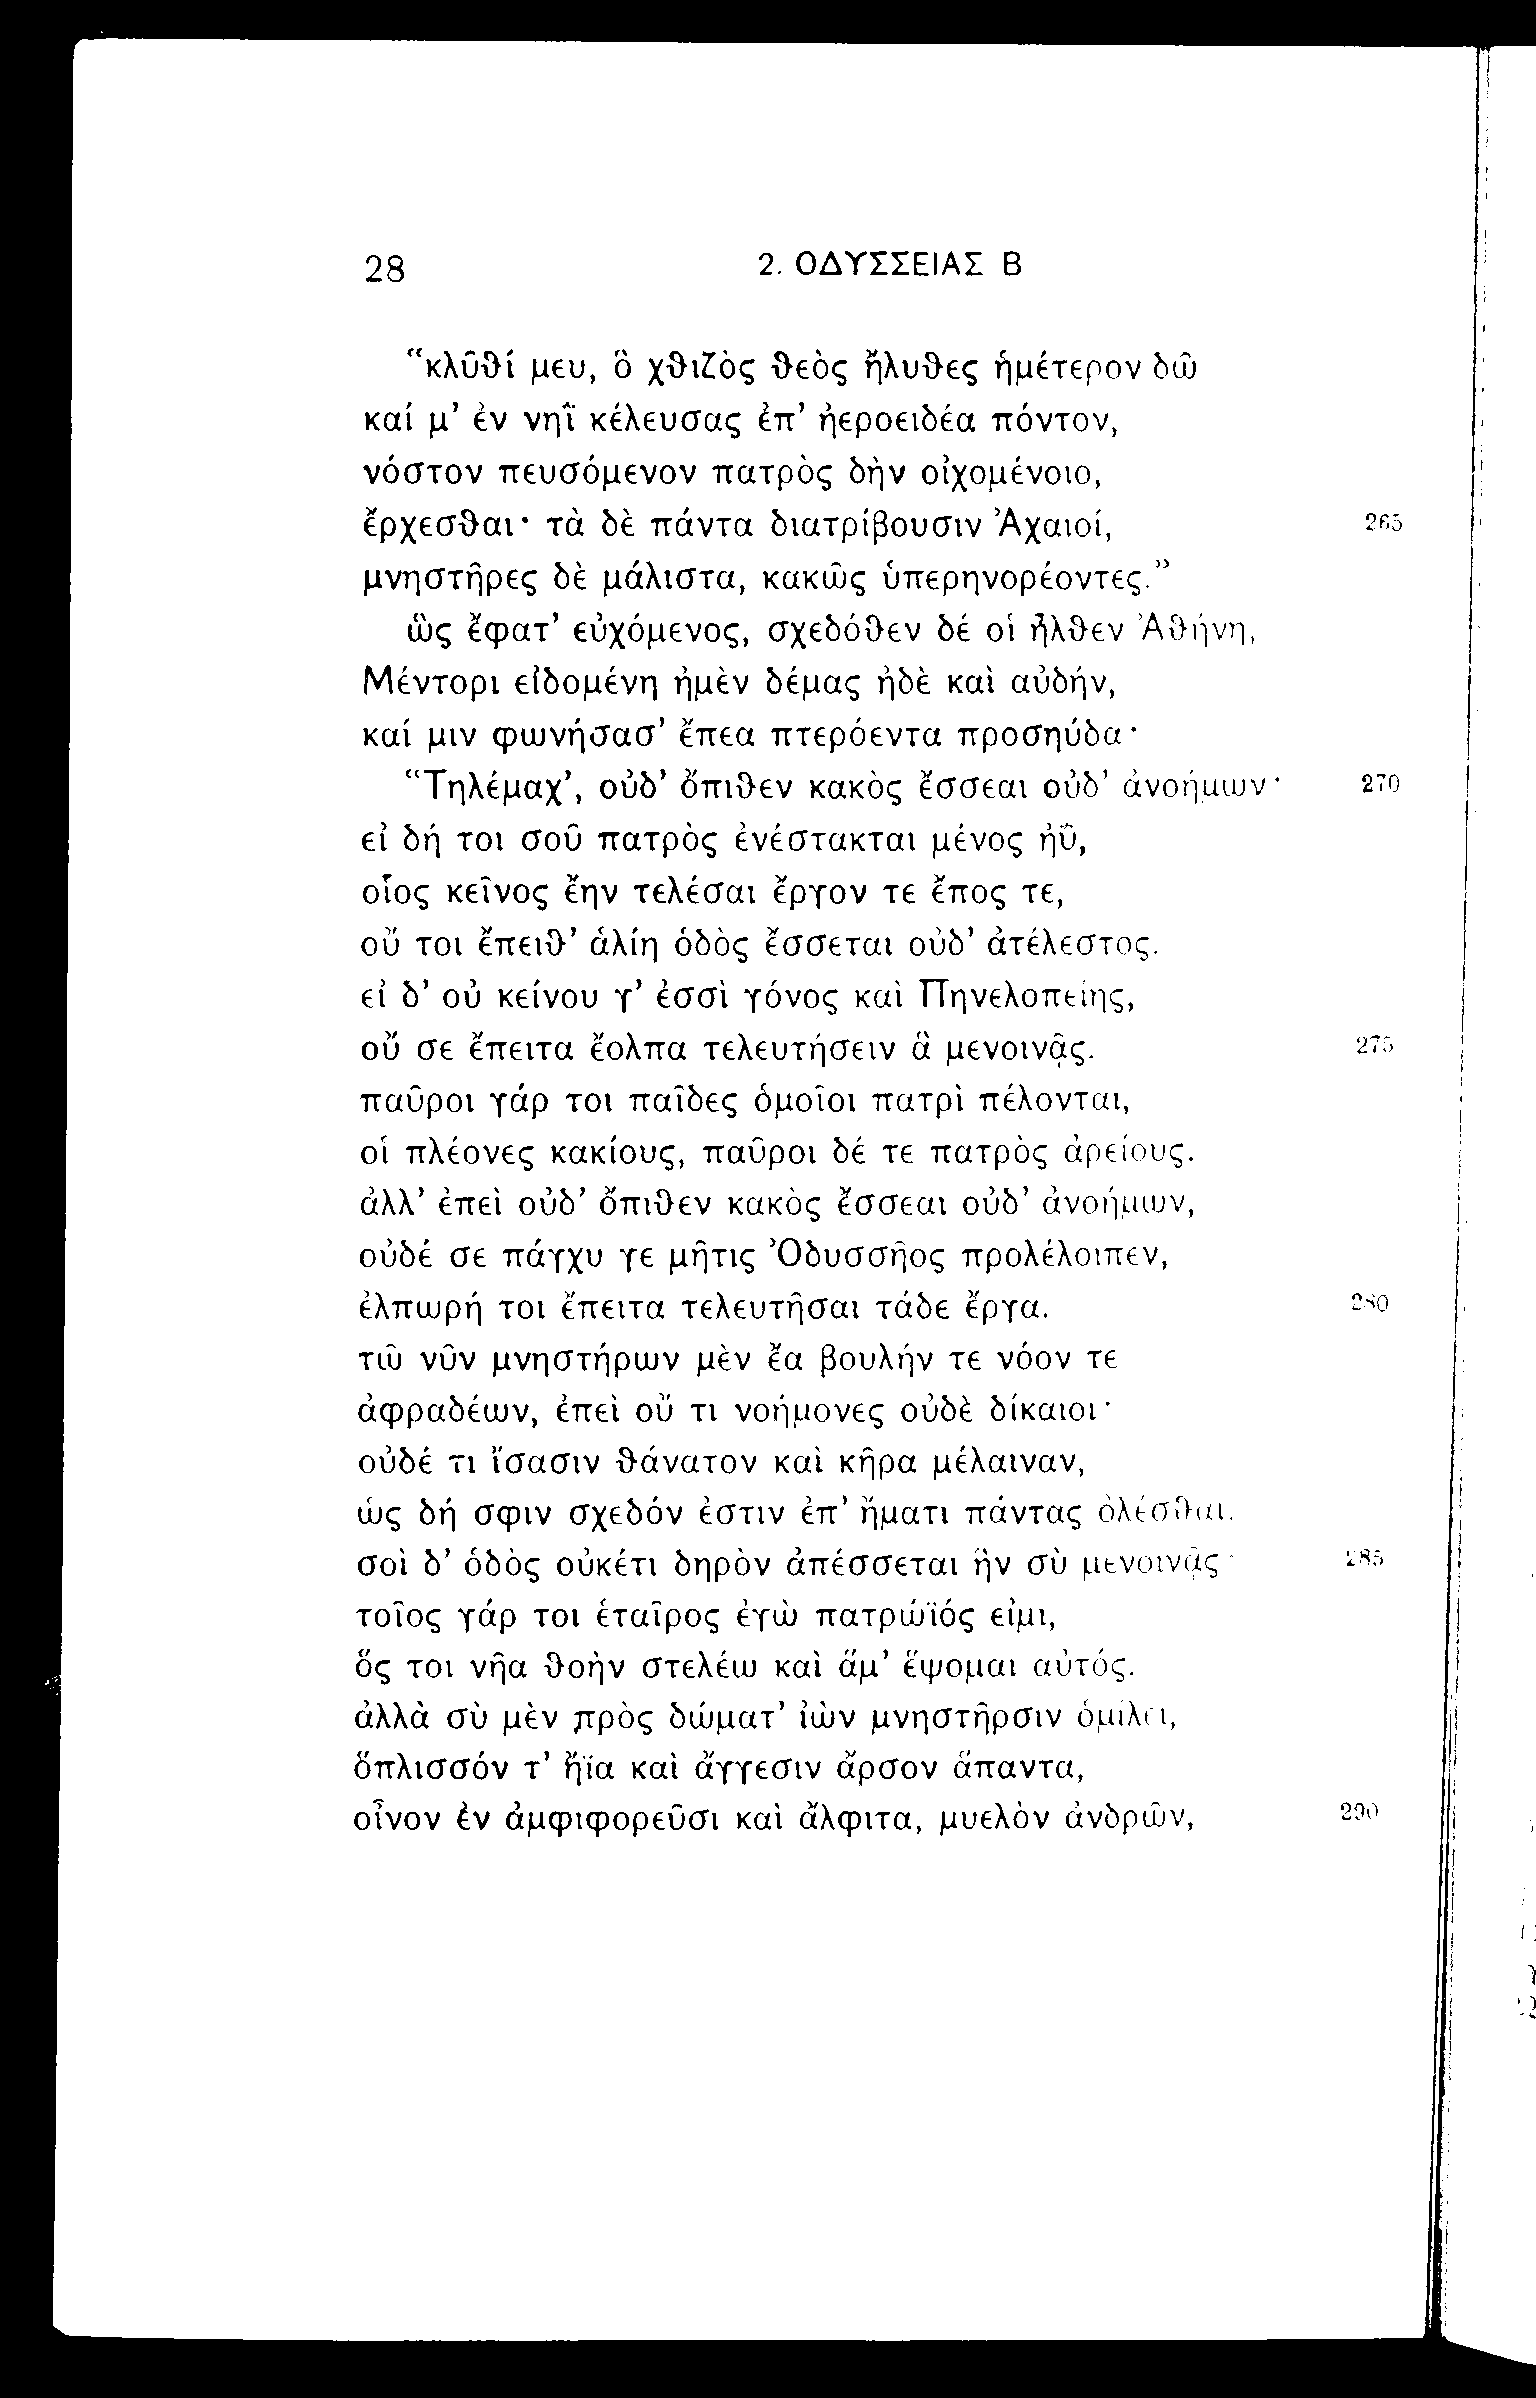 28 2. ΟΔΥΣΣΕΙΑΣ Β
“κλῦθί μευ, ὃ χθιζὸς θεὸς ἤλυθες ἡμέτερον δῶ
καί μ’ ἐν νηῒ κέλευσας ἐπ’ ἠεροειδέα πόντον,
νόστον πευσόμενον πατρὸς δὴν οἰχομένοιο,
ἔρχεσθαι· τὰ δὲ πάντα διατρίβουσιν Ἀχαιοί, 265
μνηστῆρες δὲ μάλιστα, κακῶς ὑπερηνορέοντες.”
ὣς ἔφατ’ εὐχόμενος, σχεδόθεν δέ οἱ ἦλθεν Ἀθήνη,
Μέντορι εἰδομένη ἠμὲν δέμας ἠδὲ καὶ αὐδήν,
καί μιν φωνήσασ’ ἔπεα πτερόεντα προσηύδα·
“Τηλέμαχ’, οὐδ’ ὄπιθεν κακὸς ἔσσεαι οὐδ’ ἀνοήμων· 270
εἰ δή τοι σοῦ πατρὸς ἐνέστακται μένος ἠΰ,
οἷος κεῖνος ἔην τελέσαι ἔργον τε ἔπος τε,
οὔ τοι ἔπειθ’ ἁλίη ὁδὸς ἔσσεται οὐδ’ ἀτέλεστος.
εἰ δ’ οὐ κείνου γ’ ἐσσὶ γόνος καὶ Πηνελοπείης,
οὔ σε ἔπειτα ἔολπα τελευτήσειν ἃ μενοινᾷς. 275
παῦροι γάρ τοι παῖδες ὁμοῖοι πατρὶ πέλονται,
οἱ πλέονες κακίους, παῦροι δέ τε πατρὸς ἀρείους.
ἀλλ’ ἐπεὶ οὐδ’ ὄπιθεν κακὸς ἔσσεαι οὐδ’ ἀνοήμων,
οὐδέ σε πάγχυ γε μῆτις Ὀδυσσῆος προλέλοιπεν,
ἐλπωρή τοι ἔπειτα τελευτῆσαι τάδε ἔργα. 280
τῶ νῦν μνηστήρων μὲν ἔα βουλήν τε νόον τε
ἀφραδέων, ἐπεὶ οὔ τι νοήμονες οὐδὲ δίκαιοι·
οὐδέ τι ἴσασιν θάνατον καὶ κῆρα μέλαιναν,
ὡς δή σφιν σχεδόν ἐστιν ἐπ’ ἤματι πάντας ὀλέσθαι.
σοὶ δ’ ὁδὸς οὐκέτι δηρὸν ἀπέσσεται ἣν σὺ μενοινᾷς· 285
τοῖος γάρ τοι ἑταῖρος ἐγὼ πατρώϊός εἰμι,
ὅς τοι νῆα θοὴν στελέω καὶ ἅμ’ ἕψομαι αὐτός.
ἀλλὰ σὺ μὲν πρὸς δώματ’ ἰὼν μνηστῆρσιν ὁμίλει,
ὅπλισσόν τ’ ἤϊα καὶ ἄγγεσιν ἄρσον ἅπαντα,
οἶνον ἐν ἀμφιφορεῦσι καὶ ἄλφιτα, μυελὸν ἀνδρῶν, 290